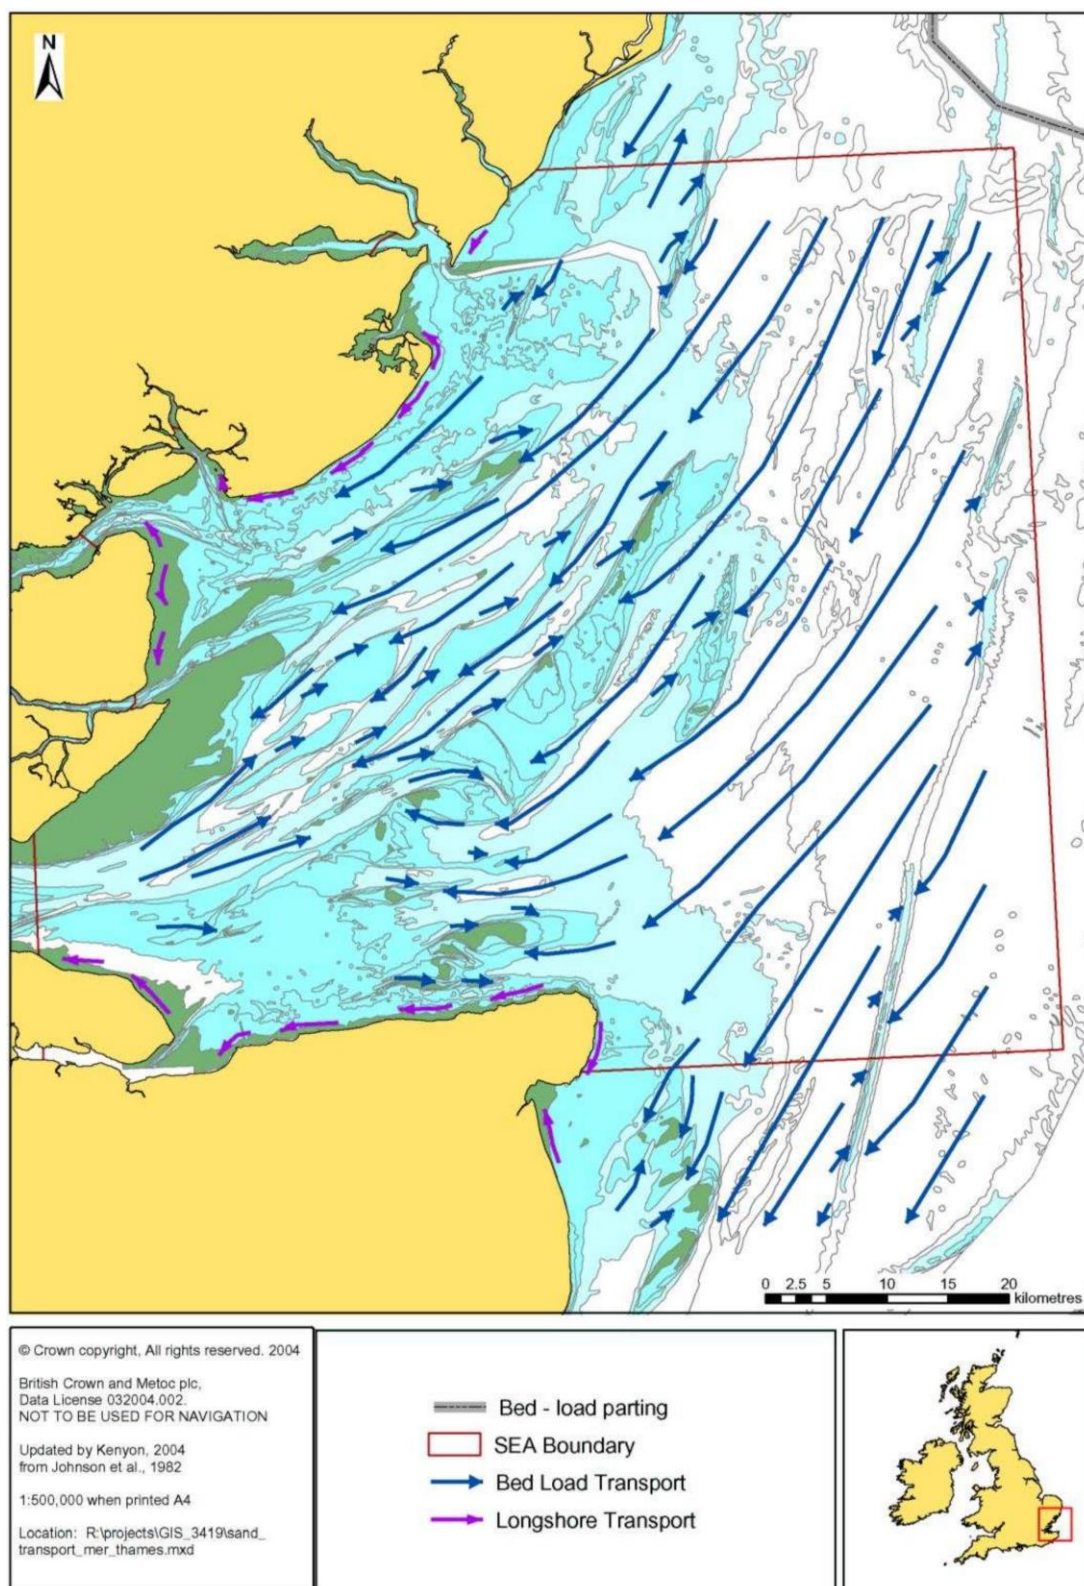 N
0 2.5 5 10 15 20
kilometres
© Crown copyright, All rights reserved. 2004
British Crown and Metoc plc,
Data License 032004.002.
NOT TO BE USED FOR NAVIGATION
Updated by Kenyon, 2004
from Johnson et al., 1982
1:500,000 when printed A4
Location: R:\projects\GIS_3419\sand_
transport_mer_thames.mxd
Bed - load parting
SEA Boundary
Bed Load Transport
Longshore Transport